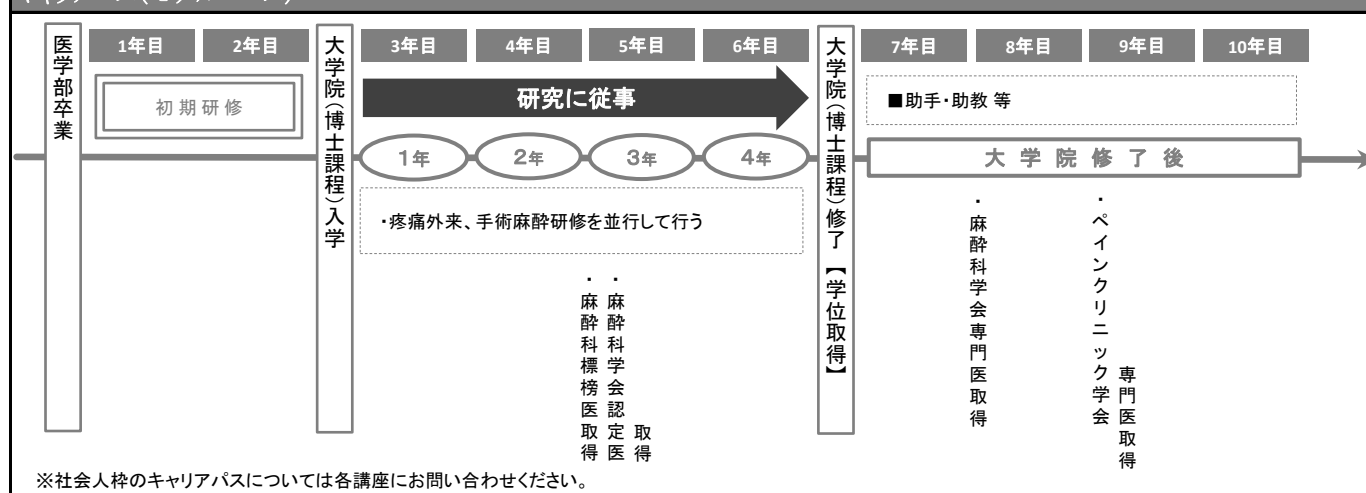 医学部卒業
1年目
2年目
初期研修
大学院(博士課程)入学
3年目
4年目
5年目
6年目
研究に従事
1年
2年
3年
4年
・疼痛外来、手術麻酔研修を並行して行う
・麻酔科標榜医取得
・麻酔科学会認定医
取得
大学院(博士課程)修了【学位取得】
7年目
8年目
9年目
10年目
■助手・助教 等
大学院修了後
・麻酔科学会専門医取得
・ペインクリニック学会
専門医取得
※社会人枠のキャリアパスについては各講座にお問い合わせください。